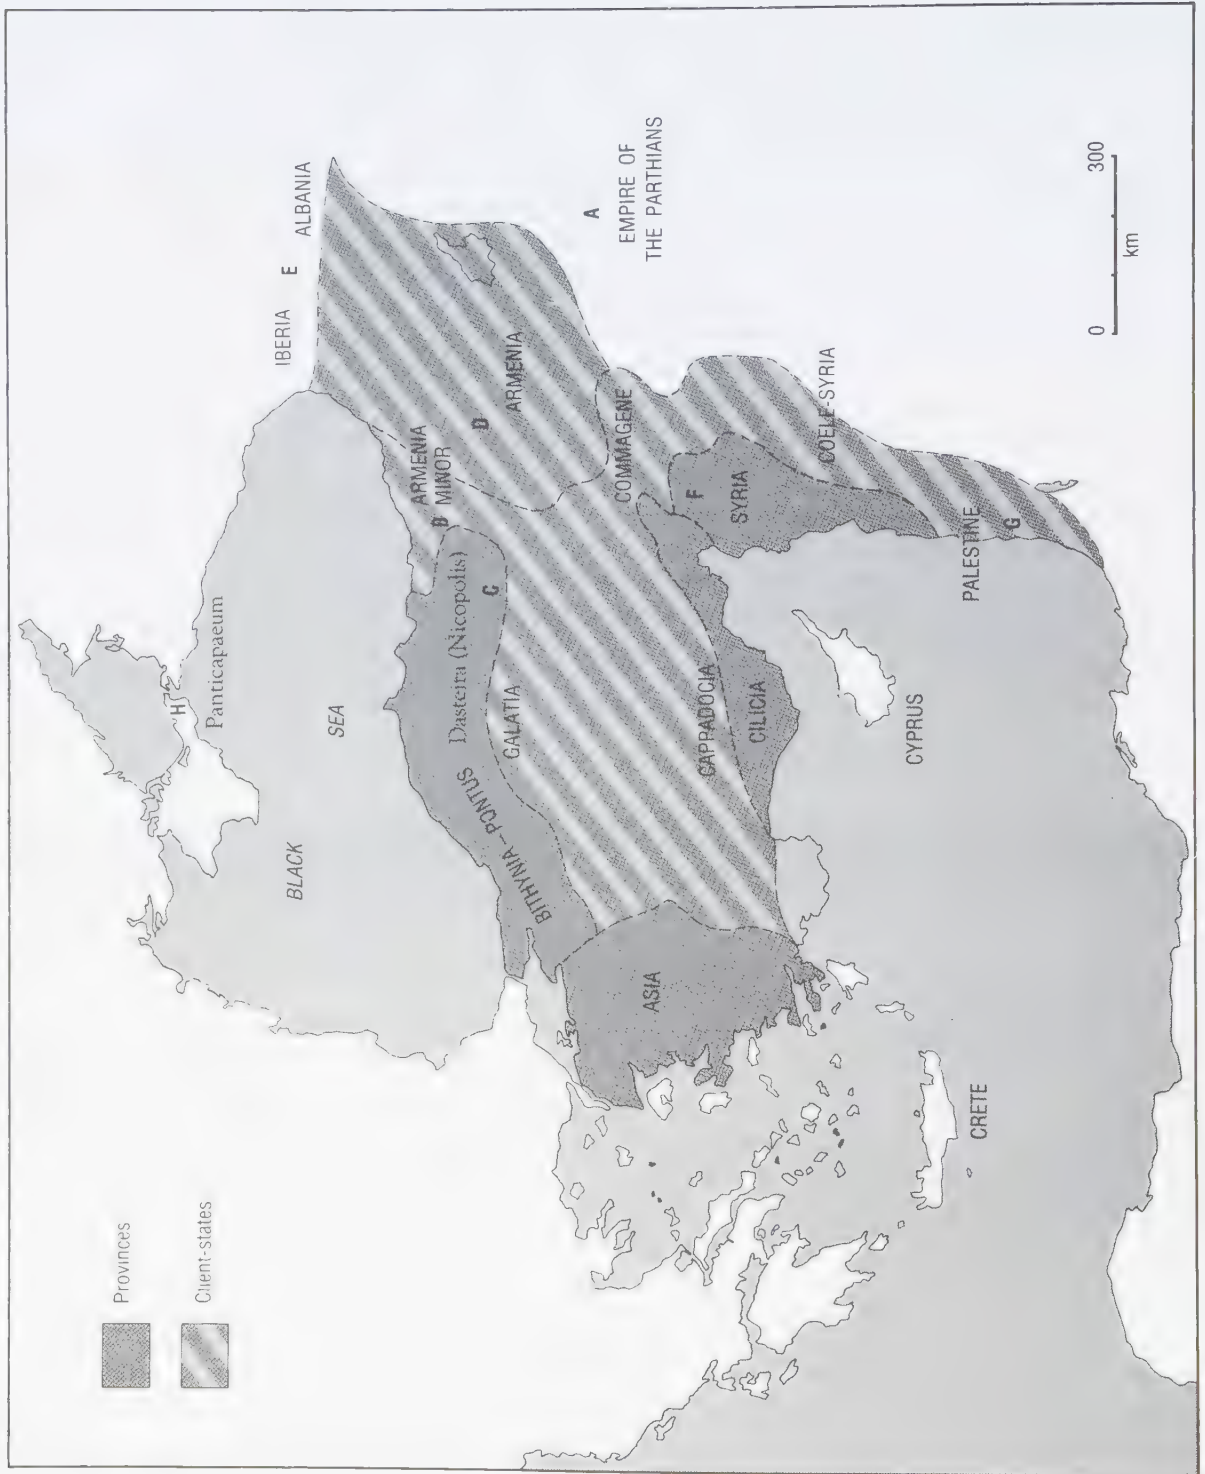 Provinces
Client-states
BLACK
SEA
H
Panticapaeum
IBERIA
E
ALBANIA
A
EMPIRE OF
THE PARTHIANS
ARMENIA
MINOR
B
D
ARMENIA
BITHYNIA – PONTUS
Dasteira (Nicopolis)
C
GALATIA
ASIA
CAPPADOCIA
CILICIA
COMMAGENE
F
SYRIA
COELE-SYRIA
PALESTINE
G
CYPRUS
CRETE
0
300
km